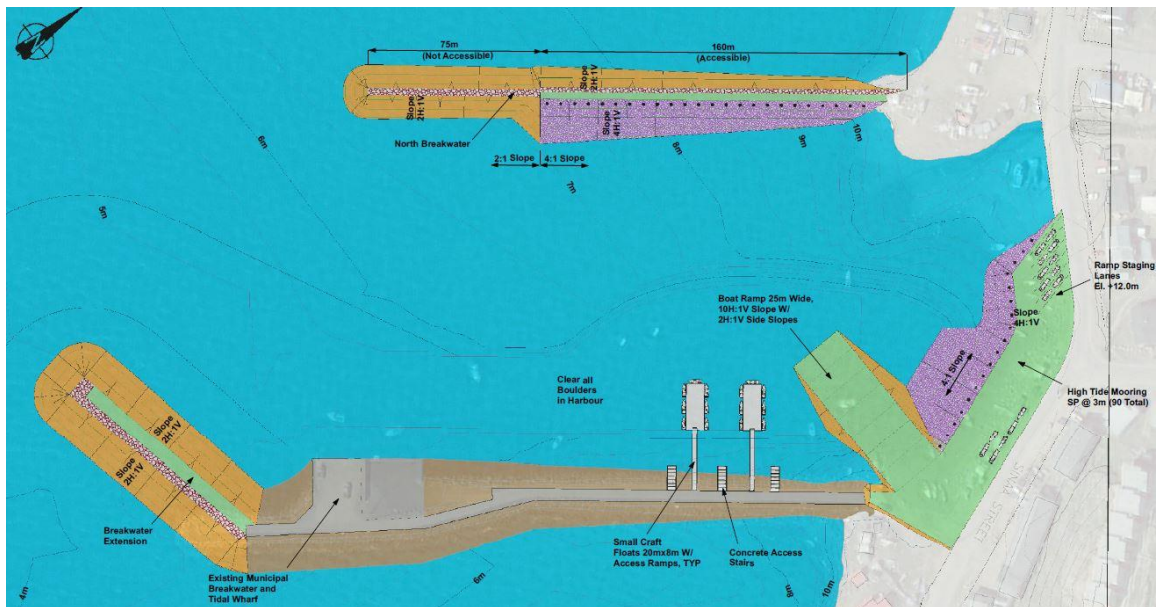 75m
(Not Accessible)
160m
(Accessible)
Slope
2H:1V
Slope
2H:1V
Slope
4H:1V
North Breakwater
2:1 Slope
4:1 Slope
6m
10m
9m
8m
7m
5m
Ramp Staging
Lanes
El. +12.0m
Boat Ramp 25m Wide,
10H:1V Slope W/
2H:1V Side Slopes
Slope
4H:1V
4:1 Slope
High Tide Mooring
SP @ 3m (90 Total)
Clear all
Boulders
in Harbour
Slope
2H:1V
Slope
2H:1V
Breakwater
Extension
Existing Municipal
Breakwater and
Tidal Wharf
Small Craft
Floats 20mx8m W/
Access Ramps, TYP
Concrete Access
Stairs
4m
6m
8m
10m